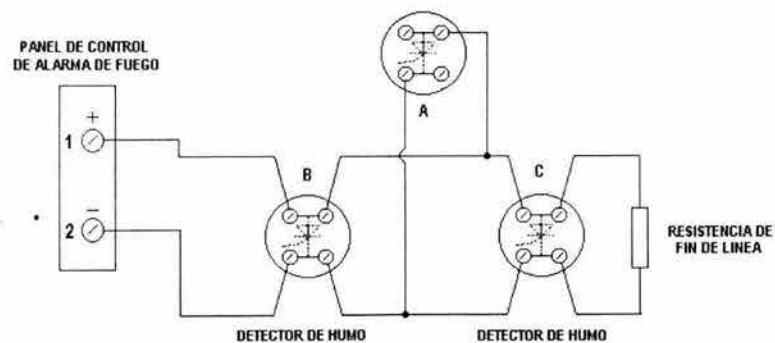 PANEL DE CONTROL
DE ALARMA DE FUEGO
+
1
−
2
A
B
C
RESISTENCIA DE
FIN DE LINEA
DETECTOR DE HUMO
DETECTOR DE HUMO